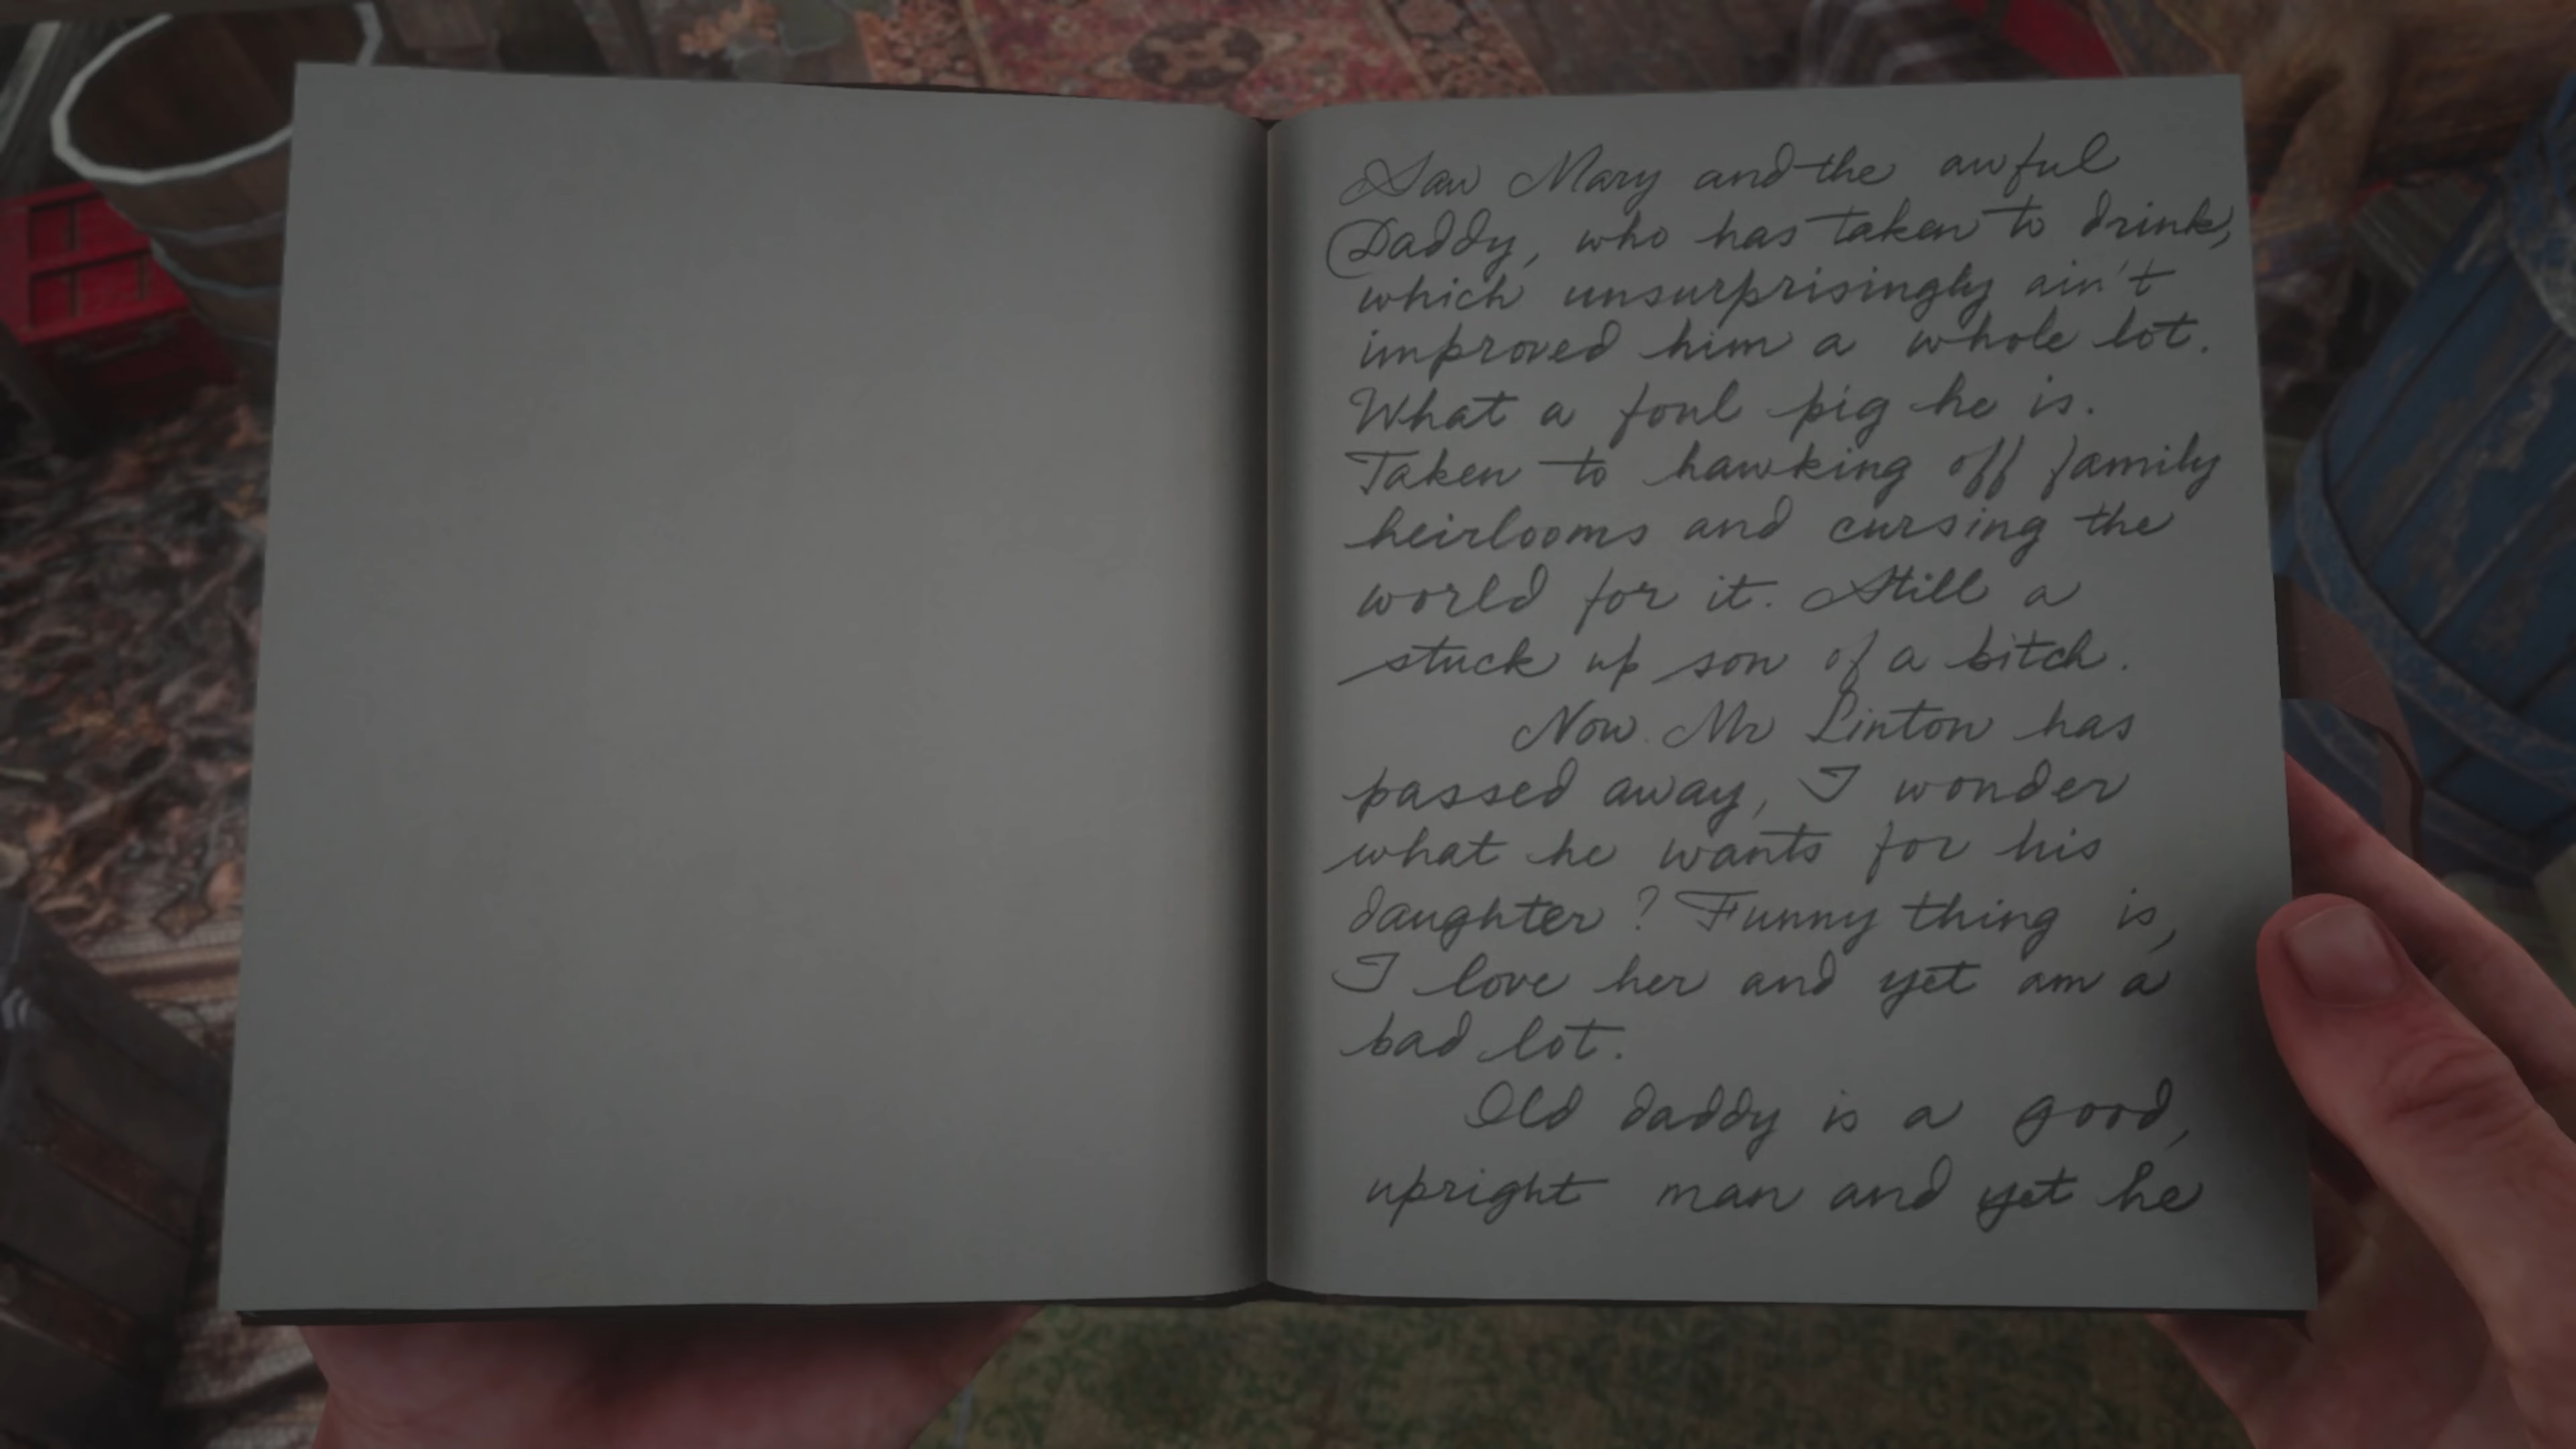 Saw Mary and the awful
Daddy, who has taken to drink,
which unsurprisingly ain't
improved him a whole lot.
What a foul pig he is.
Taken to hawking off family
heirlooms and cursing the
world for it. Still a
stuck up son of a bitch.
Now Mr Linton has
passed away, I wonder
what he wants for his
daughter? Funny thing is,
I love her and yet am a
bad lot.
Old daddy is a good,
upright man and yet he